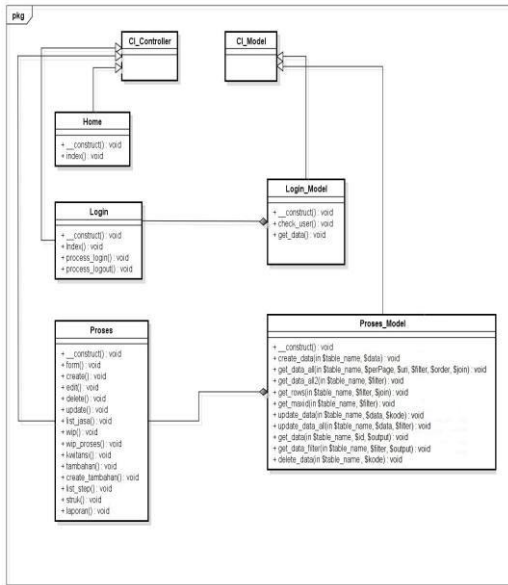 pkg
CI_Controller
CI_Model
Home
+ __construct() : void
+ index() : void
Login
+ __construct() : void
+ index() : void
+ process_login() : void
+ process_logout() : void
Login_Model
+ __construct() : void
+ check_user() : void
+ get_data() : void
Proses
+ __construct() : void
+ form() : void
+ create() : void
+ edit() : void
+ delete() : void
+ update() : void
+ list_jasa() : void
+ wip() : void
+ wip_proses() : void
+ kwitansi() : void
+ tambahan() : void
+ create_tambahan() : void
+ list_step() : void
+ struk() : void
+ laporan() : void
Proses_Model
+ __construct() : void
+ create_data(in $table_name, $data) : void
+ get_data_all(in $table_name, $perPage, $uri, $filter, $order, $join) : void
+ get_data_all2(in $table_name, $filter) : void
+ get_rows(in $table_name, $filter, $join) : void
+ get_maxid(in $table_name, $filter) : void
+ update_data(in $table_name, $data, $kode) : void
+ update_data_all(in $table_name, $data, $filter) : void
+ get_data(in $table_name, $id, $output) : void
+ get_data_filter(in $table_name, $filter, $output) : void
+ delete_data(in $table_name, $kode) : void